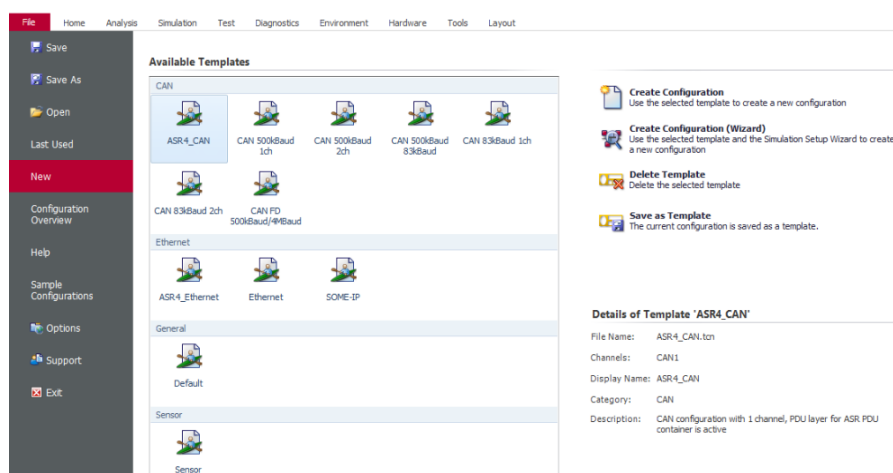 File Home Analysis Simulation Test Diagnostics Environment Hardware Tools Layout
Save
Save As
Open
Last Used
New
Configuration
Overview
Help
Sample
Configurations
Options
Support
Exit
Available Templates
CAN
ASR4_CAN
CAN 500kBaud
1ch
CAN 500kBaud
2ch
CAN 500kBaud
83kBaud
CAN 83kBaud 1ch
CAN 83kBaud 2ch
CAN FD
500kBaud/4MBaud
Ethernet
ASR4_Ethernet
Ethernet
SOME-IP
General
Default
Sensor
Sensor
Create Configuration
Use the selected template to create a new configuration
Create Configuration (Wizard)
Use the selected template and the Simulation Setup Wizard to create
a new configuration
Delete Template
Delete the selected template
Save as Template
The current configuration is saved as a template.
Details of Template 'ASR4_CAN'
File Name: ASR4_CAN.tcn
Channels: CAN1
Display Name: ASR4_CAN
Category: CAN
Description: CAN configuration with 1 channel, PDU layer for ASR PDU
container is active